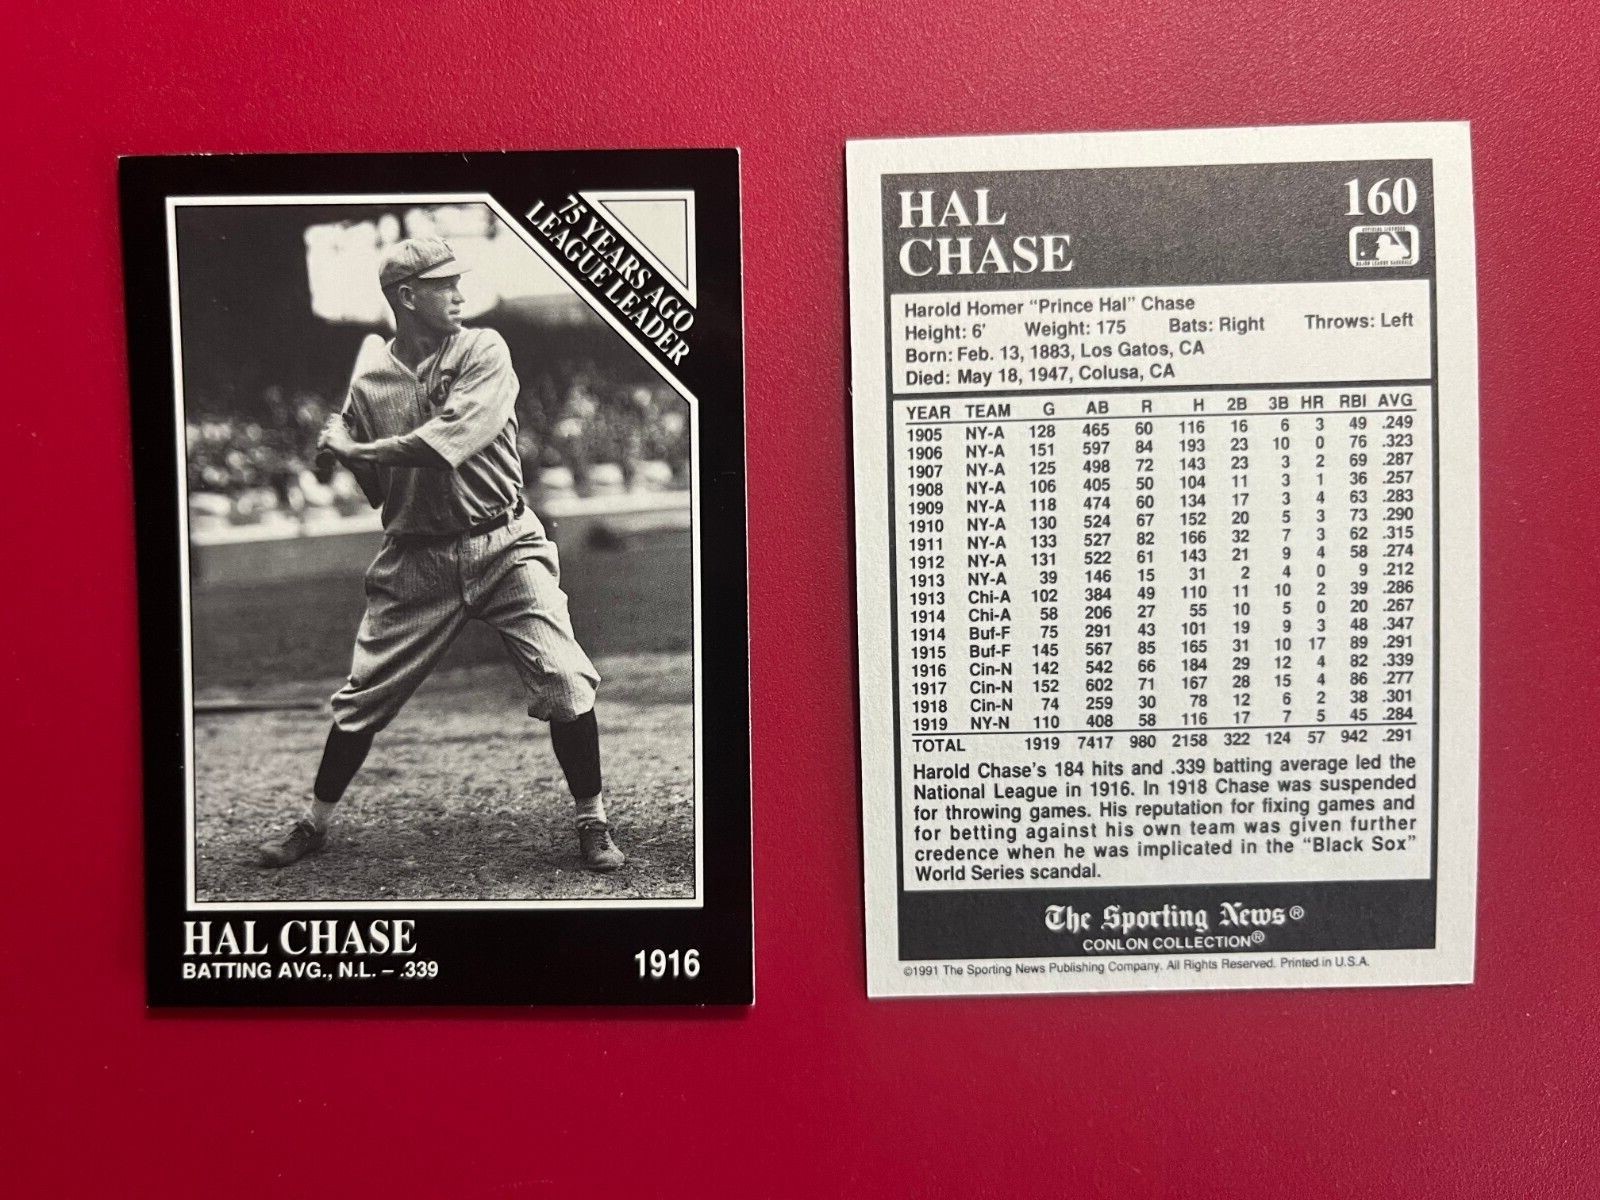 75 YEARS AGO
LEAGUE LEADER
HAL CHASE
BATTING AVG., N.L. – .339
1916
HAL
CHASE
160
OFFICIAL LICENSEE
MAJOR LEAGUE BASEBALL
Harold Homer “Prince Hal” Chase
Height: 6' Weight: 175 Bats: Right Throws: Left
Born: Feb. 13, 1883, Los Gatos, CA
Died: May 18, 1947, Colusa, CA
YEAR TEAM G AB R H 2B 3B HR RBI AVG
1905 NY-A 128 465 60 116 16 6 3 49 .249
1906 NY-A 151 597 84 193 23 10 0 76 .323
1907 NY-A 125 498 72 143 23 3 2 69 .287
1908 NY-A 106 405 50 104 11 3 1 36 .257
1909 NY-A 118 474 60 134 17 3 4 63 .283
1910 NY-A 130 524 67 152 20 5 3 73 .290
1911 NY-A 133 527 82 166 32 7 3 62 .315
1912 NY-A 131 522 61 143 21 9 4 58 .274
1913 NY-A 39 146 15 31 2 4 0 9 .212
1913 Chi-A 102 384 49 110 11 10 2 39 .286
1914 Chi-A 58 206 27 55 10 5 0 20 .267
1914 Buf-F 75 291 43 101 19 9 3 48 .347
1915 Buf-F 145 567 85 165 31 10 17 89 .291
1916 Cin-N 142 542 66 184 29 12 4 82 .339
1917 Cin-N 152 602 71 167 28 15 4 86 .277
1918 Cin-N 74 259 30 78 12 6 2 38 .301
1919 NY-N 110 408 58 116 17 7 5 45 .284
TOTAL 1919 7417 980 2158 322 124 57 942 .291
Harold Chase's 184 hits and .339 batting average led the
National League in 1916. In 1918 Chase was suspended
for throwing games. His reputation for fixing games and
for betting against his own team was given further
credence when he was implicated in the “Black Sox”
World Series scandal.
The Sporting News®
CONLON COLLECTION®
©1991 The Sporting News Publishing Company. All Rights Reserved. Printed in U.S.A.